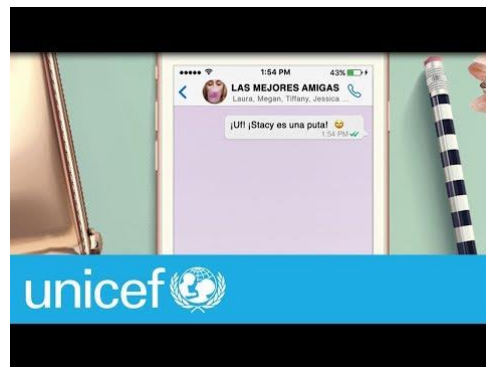 1:54 PM 43%
LAS MEJORES AMIGAS
Laura, Megan, Tiffany, Jessica ...
¡Uf! ¡Stacy es una puta! 😆
1:54 PM
unicef